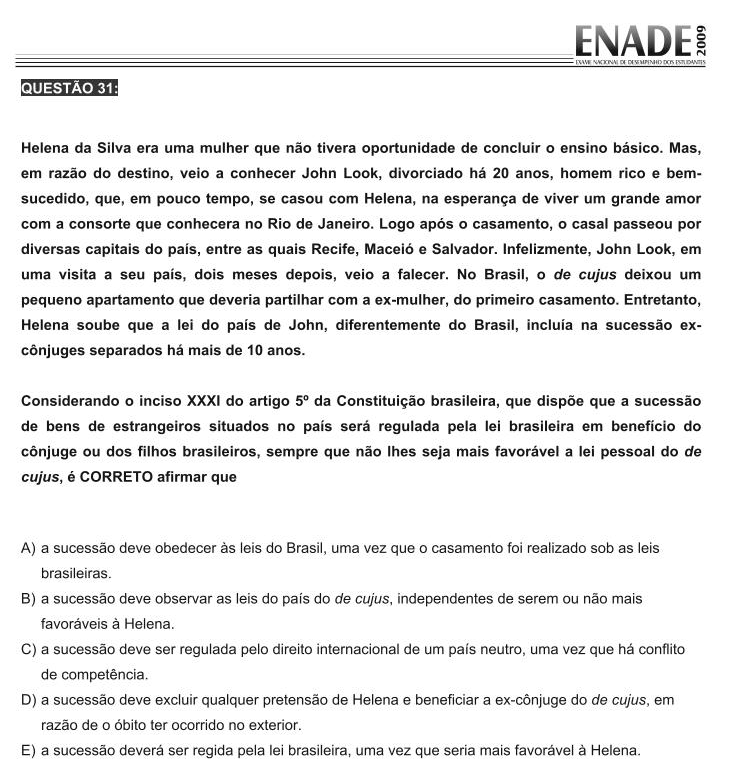 ENADE 2009
EXAME NACIONAL DE DESEMPENHO DOS ESTUDANTES
QUESTÃO 31:
Helena da Silva era uma mulher que não tivera oportunidade de concluir o ensino básico. Mas,
em razão do destino, veio a conhecer John Look, divorciado há 20 anos, homem rico e bem-
sucedido, que, em pouco tempo, se casou com Helena, na esperança de viver um grande amor
com a consorte que conhecera no Rio de Janeiro. Logo após o casamento, o casal passeou por
diversas capitais do país, entre as quais Recife, Maceió e Salvador. Infelizmente, John Look, em
uma visita a seu país, dois meses depois, veio a falecer. No Brasil, o de cujus deixou um
pequeno apartamento que deveria partilhar com a ex-mulher, do primeiro casamento. Entretanto,
Helena soube que a lei do país de John, diferentemente do Brasil, incluía na sucessão ex-
cônjuges separados há mais de 10 anos.
Considerando o inciso XXXI do artigo 5º da Constituição brasileira, que dispõe que a sucessão
de bens de estrangeiros situados no país será regulada pela lei brasileira em benefício do
cônjuge ou dos filhos brasileiros, sempre que não lhes seja mais favorável a lei pessoal do de
cujus, é CORRETO afirmar que
A) a sucessão deve obedecer às leis do Brasil, uma vez que o casamento foi realizado sob as leis
brasileiras.
B) a sucessão deve observar as leis do país do de cujus, independentes de serem ou não mais
favoráveis à Helena.
C) a sucessão deve ser regulada pelo direito internacional de um país neutro, uma vez que há conflito
de competência.
D) a sucessão deve excluir qualquer pretensão de Helena e beneficiar a ex-cônjuge do de cujus, em
razão de o óbito ter ocorrido no exterior.
E) a sucessão deverá ser regida pela lei brasileira, uma vez que seria mais favorável à Helena.